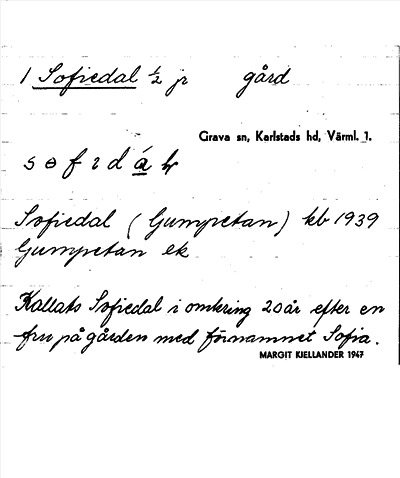 1 Sofiedal ½ jr gård
Grava sn, Karlstads hd, Värml. l.
Sofiedal (Gumpetan) kb 1939
Gumpetan ek
Kallats Sofiedal i omkring 20 år efter en
fru på gården med förnamnet Sofia.
MARGIT KJELLANDER 1947